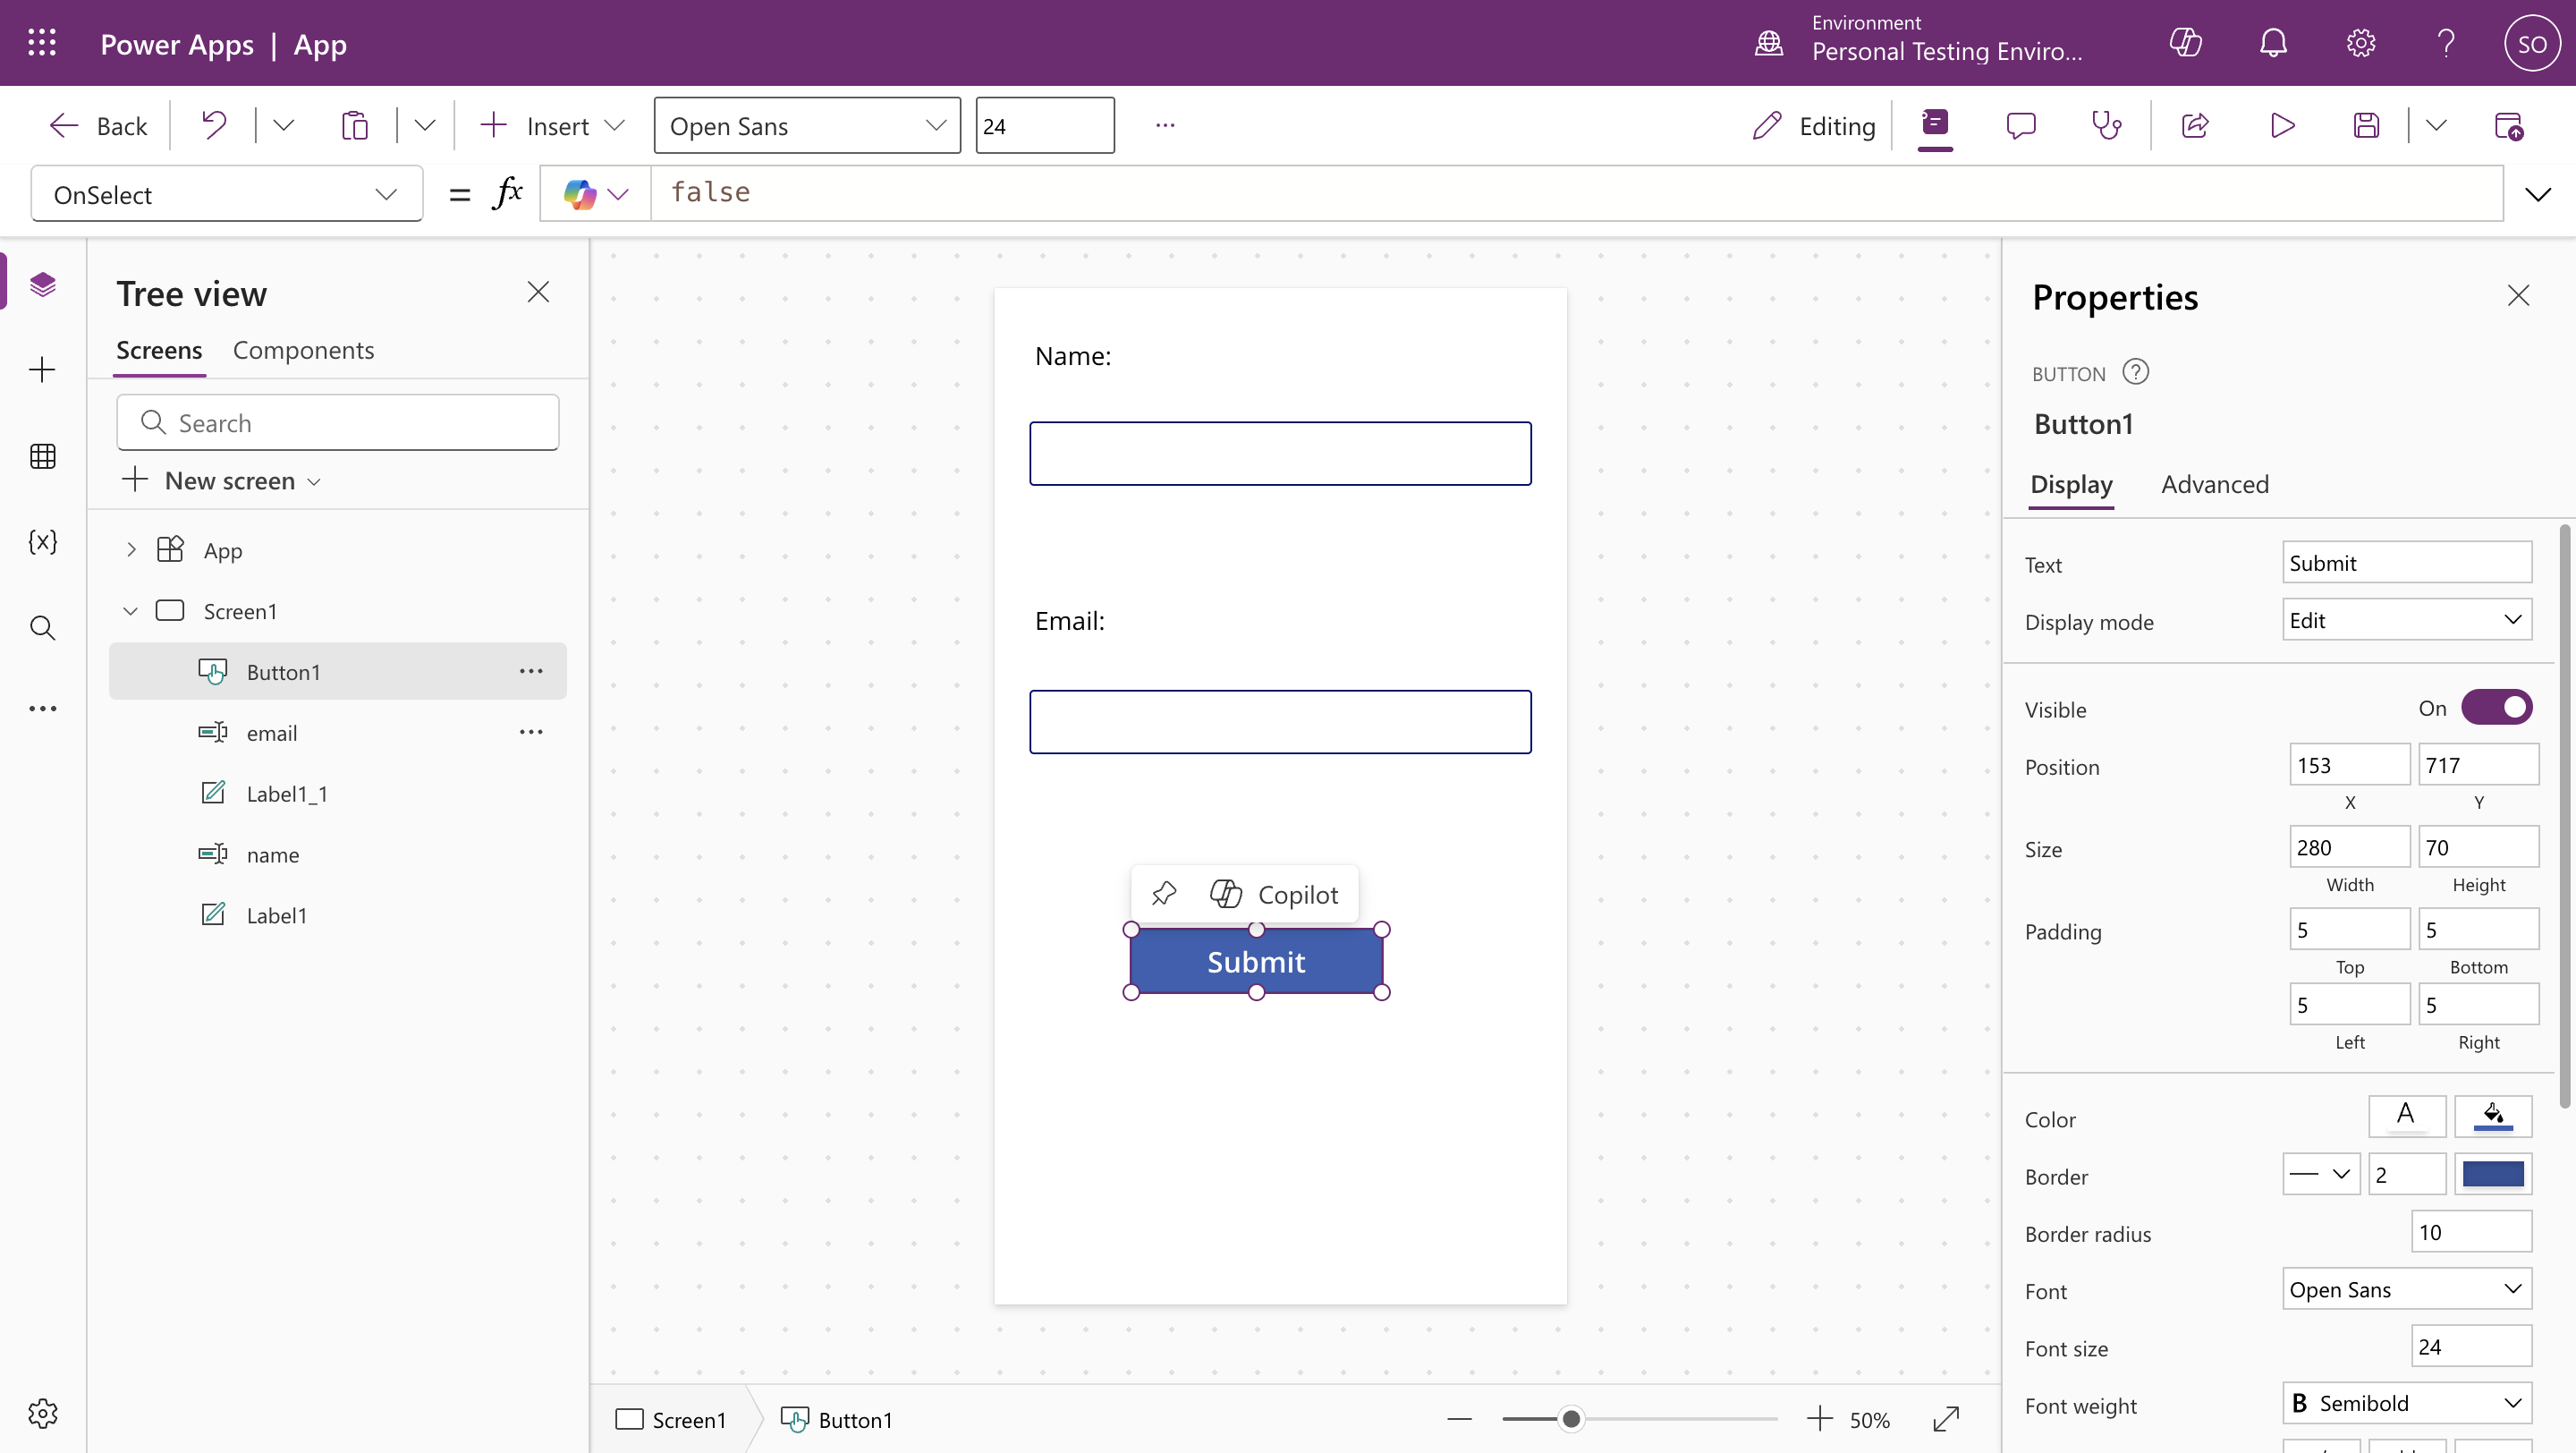 Power Apps | App
Environment
Personal Testing Enviro...
SO
Back
Insert
Open Sans
24
Editing
OnSelect
= fx
false
Tree view
Screens
Components
Search
New screen
App
Screen1
Button1
email
Label1_1
name
Label1
Name:
Email:
Copilot
Submit
Screen1
Button1
50%
Properties
BUTTON
Button1
Display
Advanced
Text
Submit
Display mode
Edit
Visible
On
Position
153
717
X
Y
Size
280
70
Width
Height
Padding
5
5
Top
Bottom
5
5
Left
Right
Color
A
Border
2
Border radius
10
Font
Open Sans
Font size
24
Font weight
B Semibold